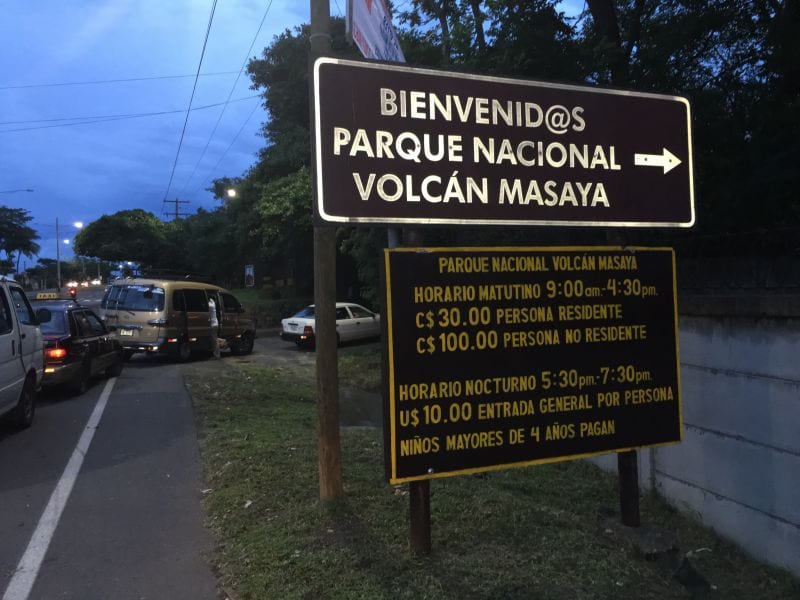 BIENVENID@S
PARQUE NACIONAL
VOLCÁN MASAYA
PARQUE NACIONAL VOLCÁN MASAYA
HORARIO MATUTINO 9:00am.-4:30pm.
C$ 30.00 PERSONA RESIDENTE
C$ 100.00 PERSONA NO RESIDENTE
HORARIO NOCTURNO 5:30pm.-7:30pm.
U$ 10.00 ENTRADA GENERAL POR PERSONA
NIÑOS MAYORES DE 4 AÑOS PAGAN
TAXI